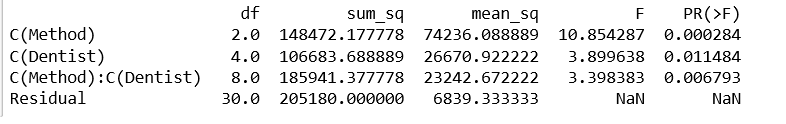 df sum_sq mean_sq F PR(>F)
C(Method) 2.0 148472.177778 74236.088889 10.854287 0.000284
C(Dentist) 4.0 106683.688889 26670.922222 3.899638 0.011484
C(Method):C(Dentist) 8.0 185941.377778 23242.672222 3.398383 0.006793
Residual 30.0 205180.000000 6839.333333 NaN NaN